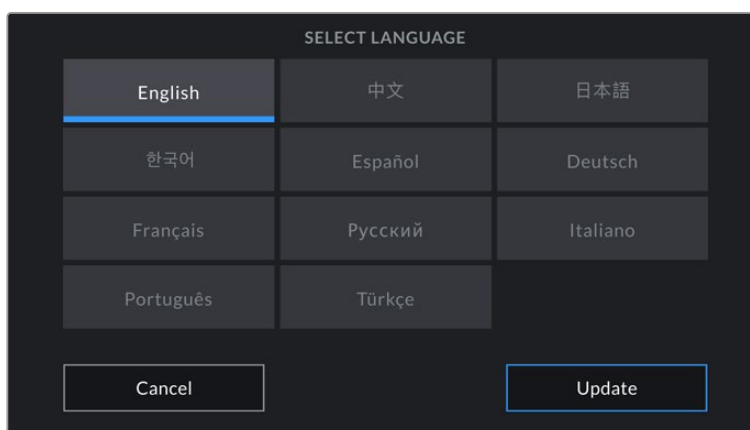 SELECT LANGUAGE
English 中文 日本語
한국어 Español Deutsch
Français Русский Italiano
Português Türkçe
Cancel Update